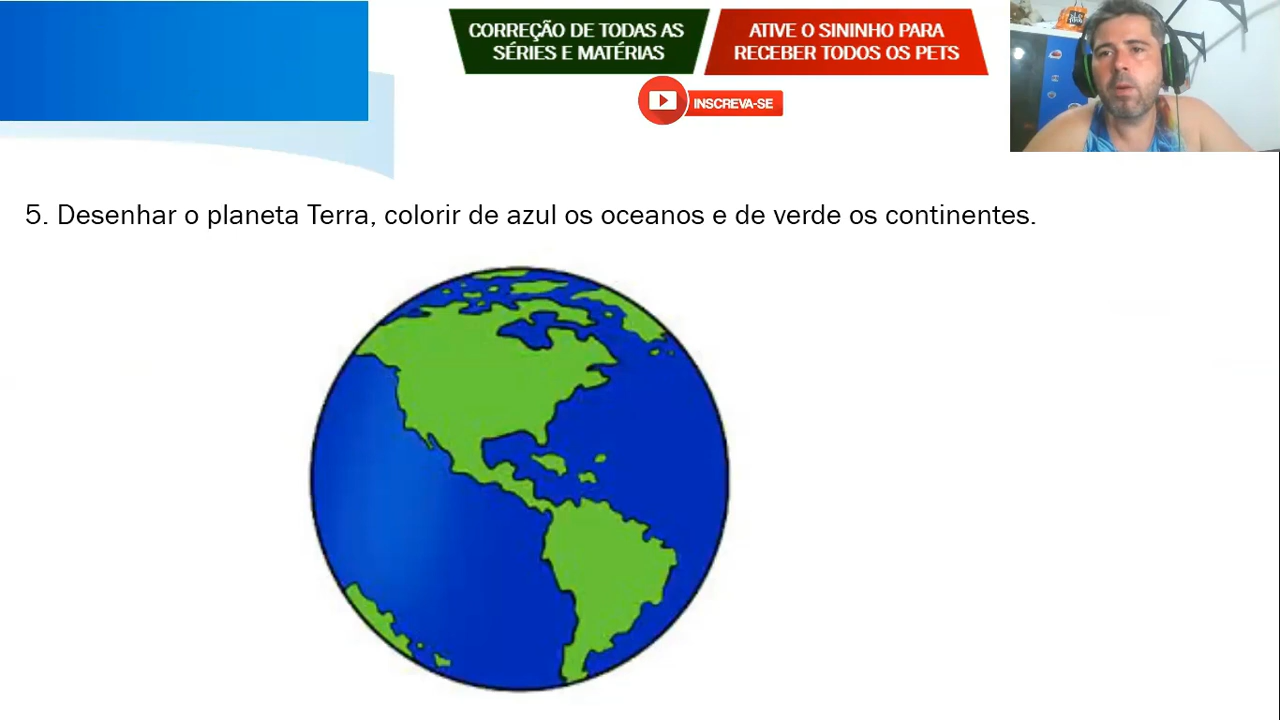 CORREÇÃO DE TODAS AS
SÉRIES E MATÉRIAS
ATIVE O SININHO PARA
RECEBER TODOS OS PETS
INSCREVA-SE
5. Desenhar o planeta Terra, colorir de azul os oceanos e de verde os continentes.